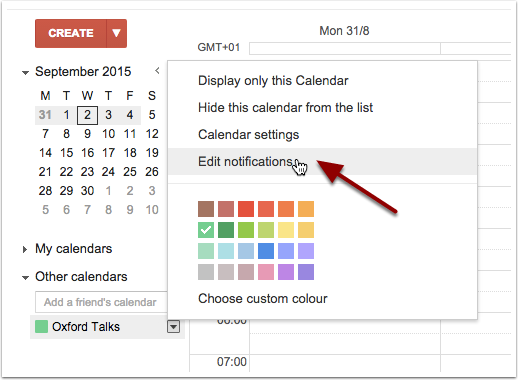 CREATE
Mon 31/8
GMT+01
September 2015
M T W T F S
31 1 2 3 4 5
7 8 9 10 11 12
14 15 16 17 18 19
21 22 23 24 25 26
28 29 30 1 2 3
5 6 7 8 9 10
My calendars
Other calendars
Add a friend's calendar
Oxford Talks
Display only this Calendar
Hide this calendar from the list
Calendar settings
Edit notifications
Choose custom colour
06:00
07:00